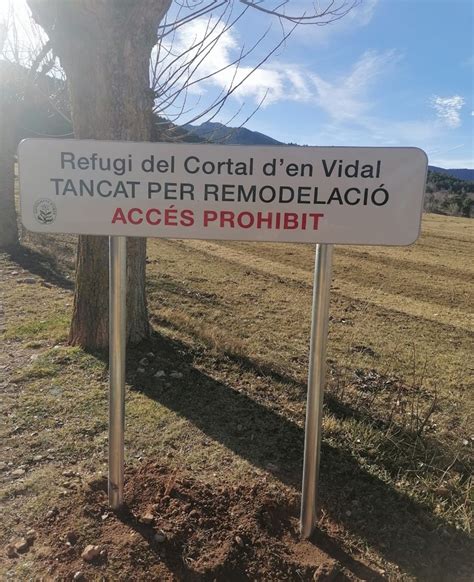 Refugi del Cortal d'en Vidal
TANCAT PER REMODELACIÓ
ACCÉS PROHIBIT